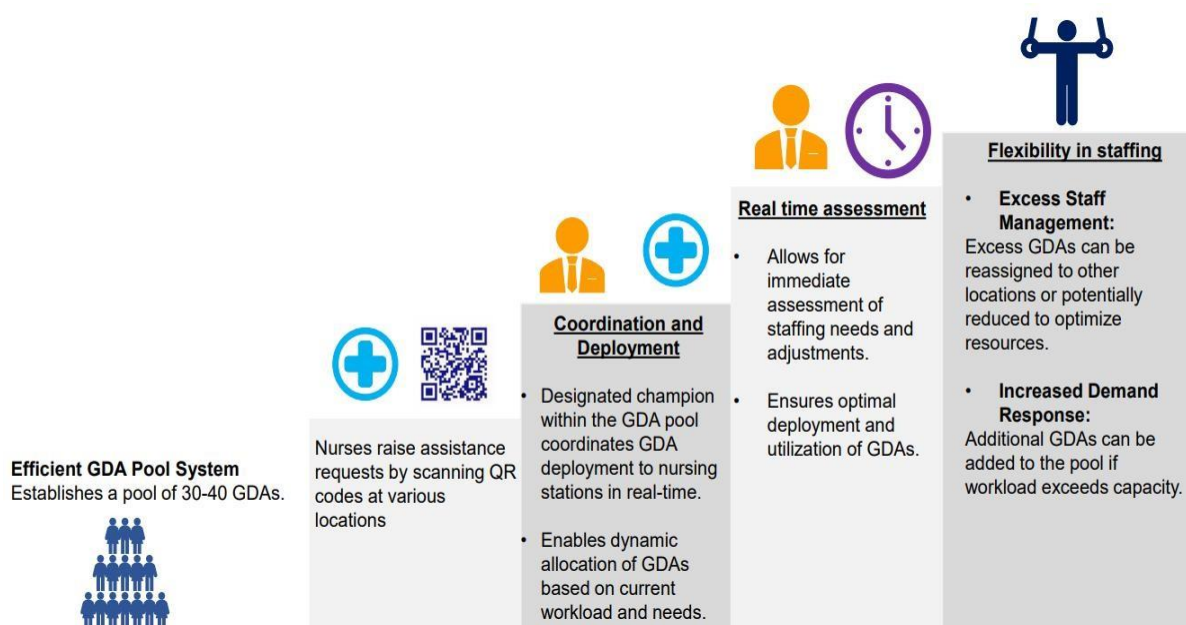 Efficient GDA Pool System
Establishes a pool of 30-40 GDAs.
Nurses raise assistance
requests by scanning QR
codes at various
locations
Coordination and
Deployment
• Designated champion
within the GDA pool
coordinates GDA
deployment to nursing
stations in real-time.
• Enables dynamic
allocation of GDAs
based on current
workload and needs.
Real time assessment
• Allows for
immediate
assessment of
staffing needs and
adjustments.
• Ensures optimal
deployment and
utilization of GDAs.
Flexibility in staffing
• Excess Staff
Management:
Excess GDAs can be
reassigned to other
locations or potentially
reduced to optimize
resources.
• Increased Demand
Response:
Additional GDAs can be
added to the pool if
workload exceeds capacity.